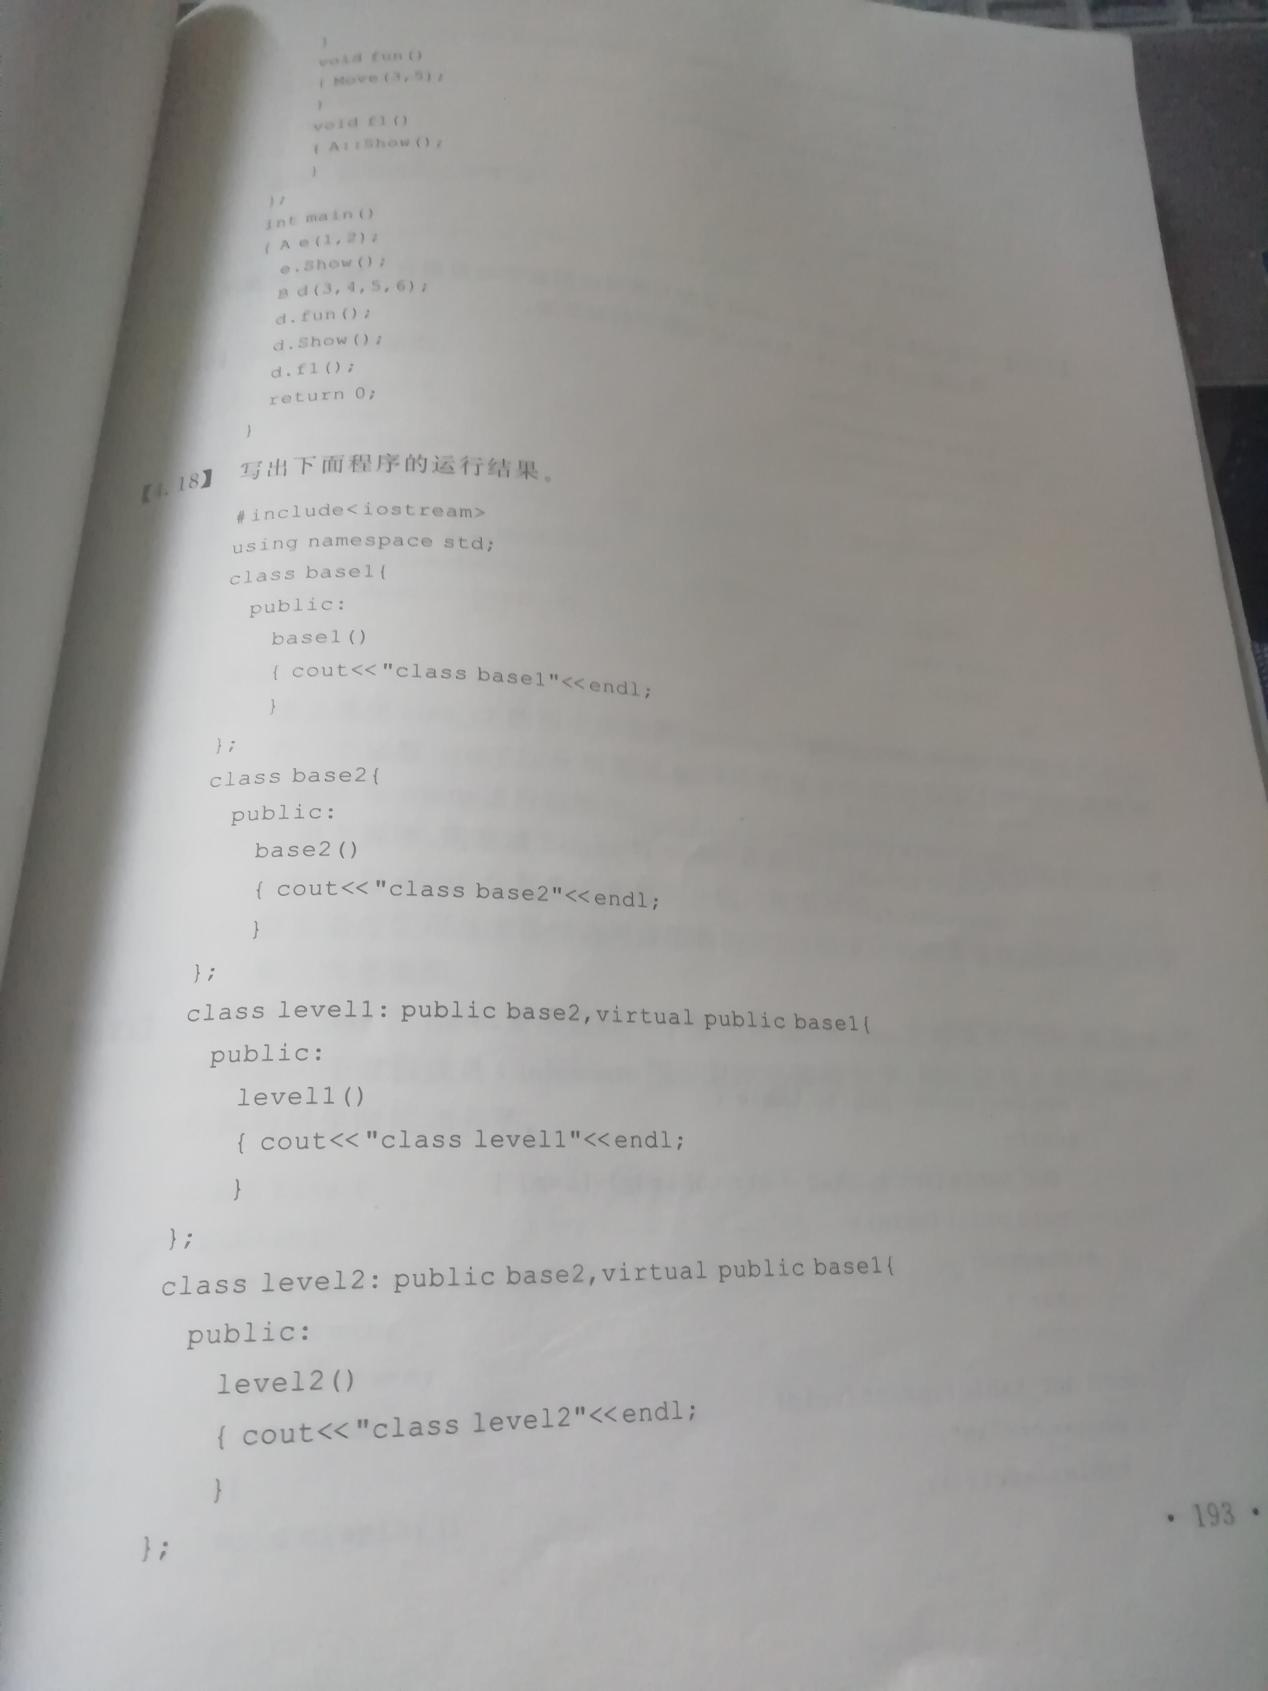 }
void fun()
{ Move(3,5);
}
void f1()
{ A::Show();
}
};
int main()
{ A e(1,2);
e.Show();
B d(3,4,5,6);
d.fun();
d.Show();
d.f1();
return 0;
}
【4.18】 写出下面程序的运行结果。
#include<iostream>
using namespace std;
class base1{
public:
base1()
{ cout<<"class base1"<<endl;
}
};
class base2{
public:
base2()
{ cout<<"class base2"<<endl;
}
};
class level1: public base2,virtual public base1{
public:
level1()
{ cout<<"class level1"<<endl;
}
};
class level2: public base2,virtual public base1{
public:
level2()
{ cout<<"class level2"<<endl;
}
};
· 193 ·